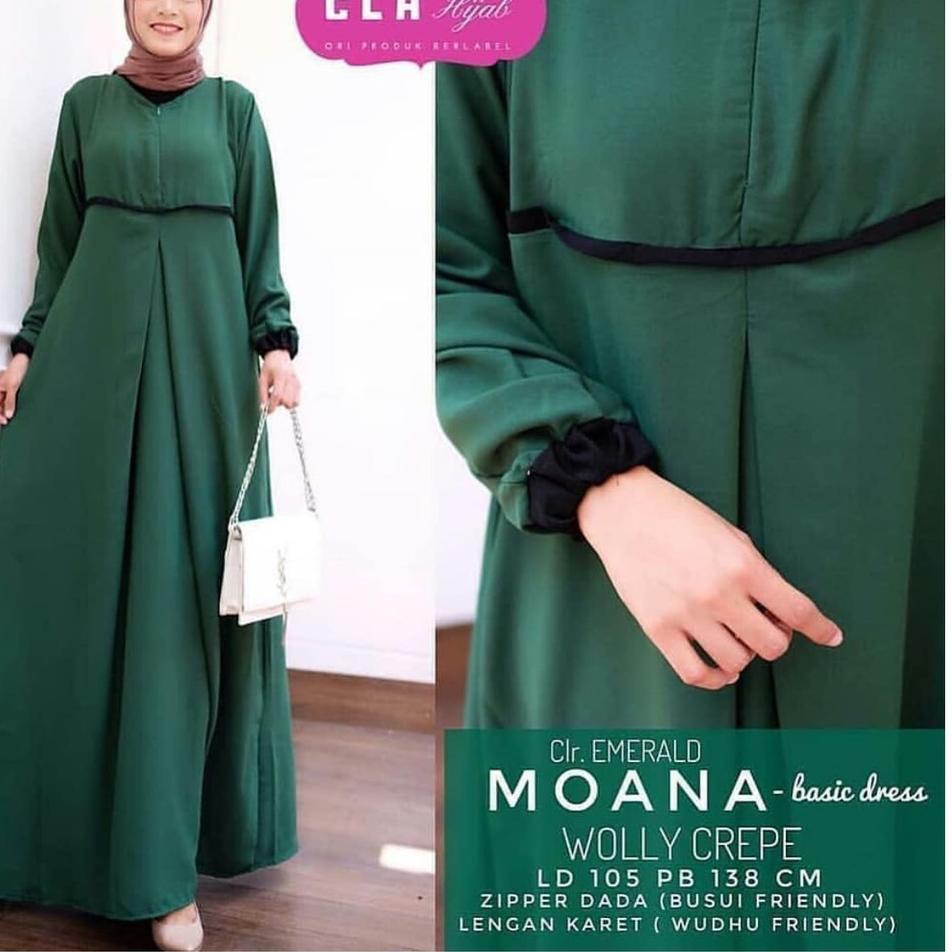 Hijab
ORI PRODUK BERLABEL
Clr. EMERALD
MOANA - basic dress
WOLLY CREPE
LD 105 PB 138 CM
ZIPPER DADA (BUSUI FRIENDLY)
LENGAN KARET ( WUDHU FRIENDLY)